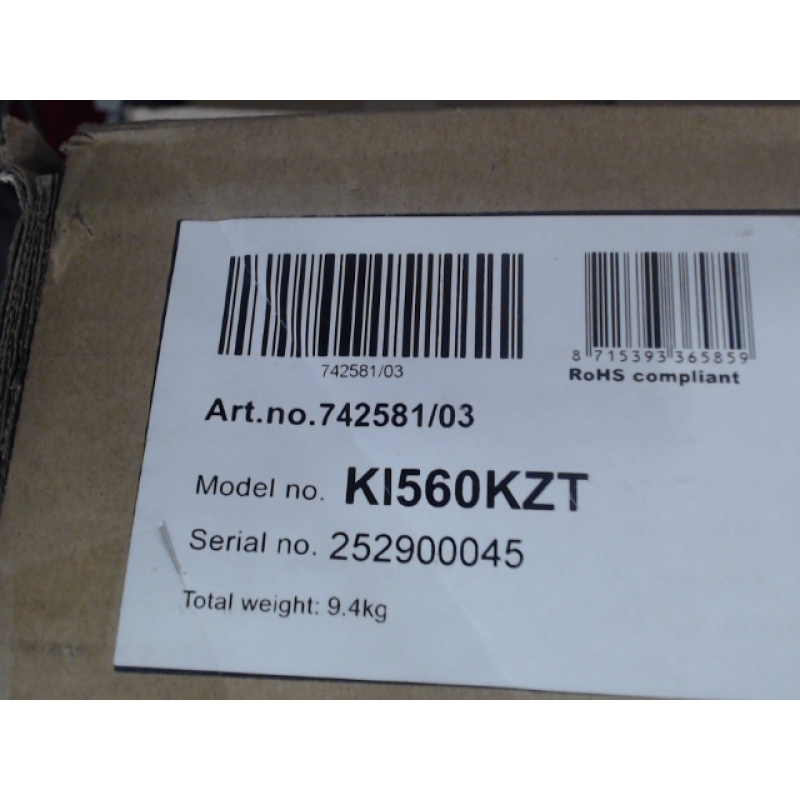 742581/03
8 715393 365859
RoHS compliant
Art.no.742581/03
Model no. KI560KZT
Serial no. 252900045
Total weight: 9.4kg